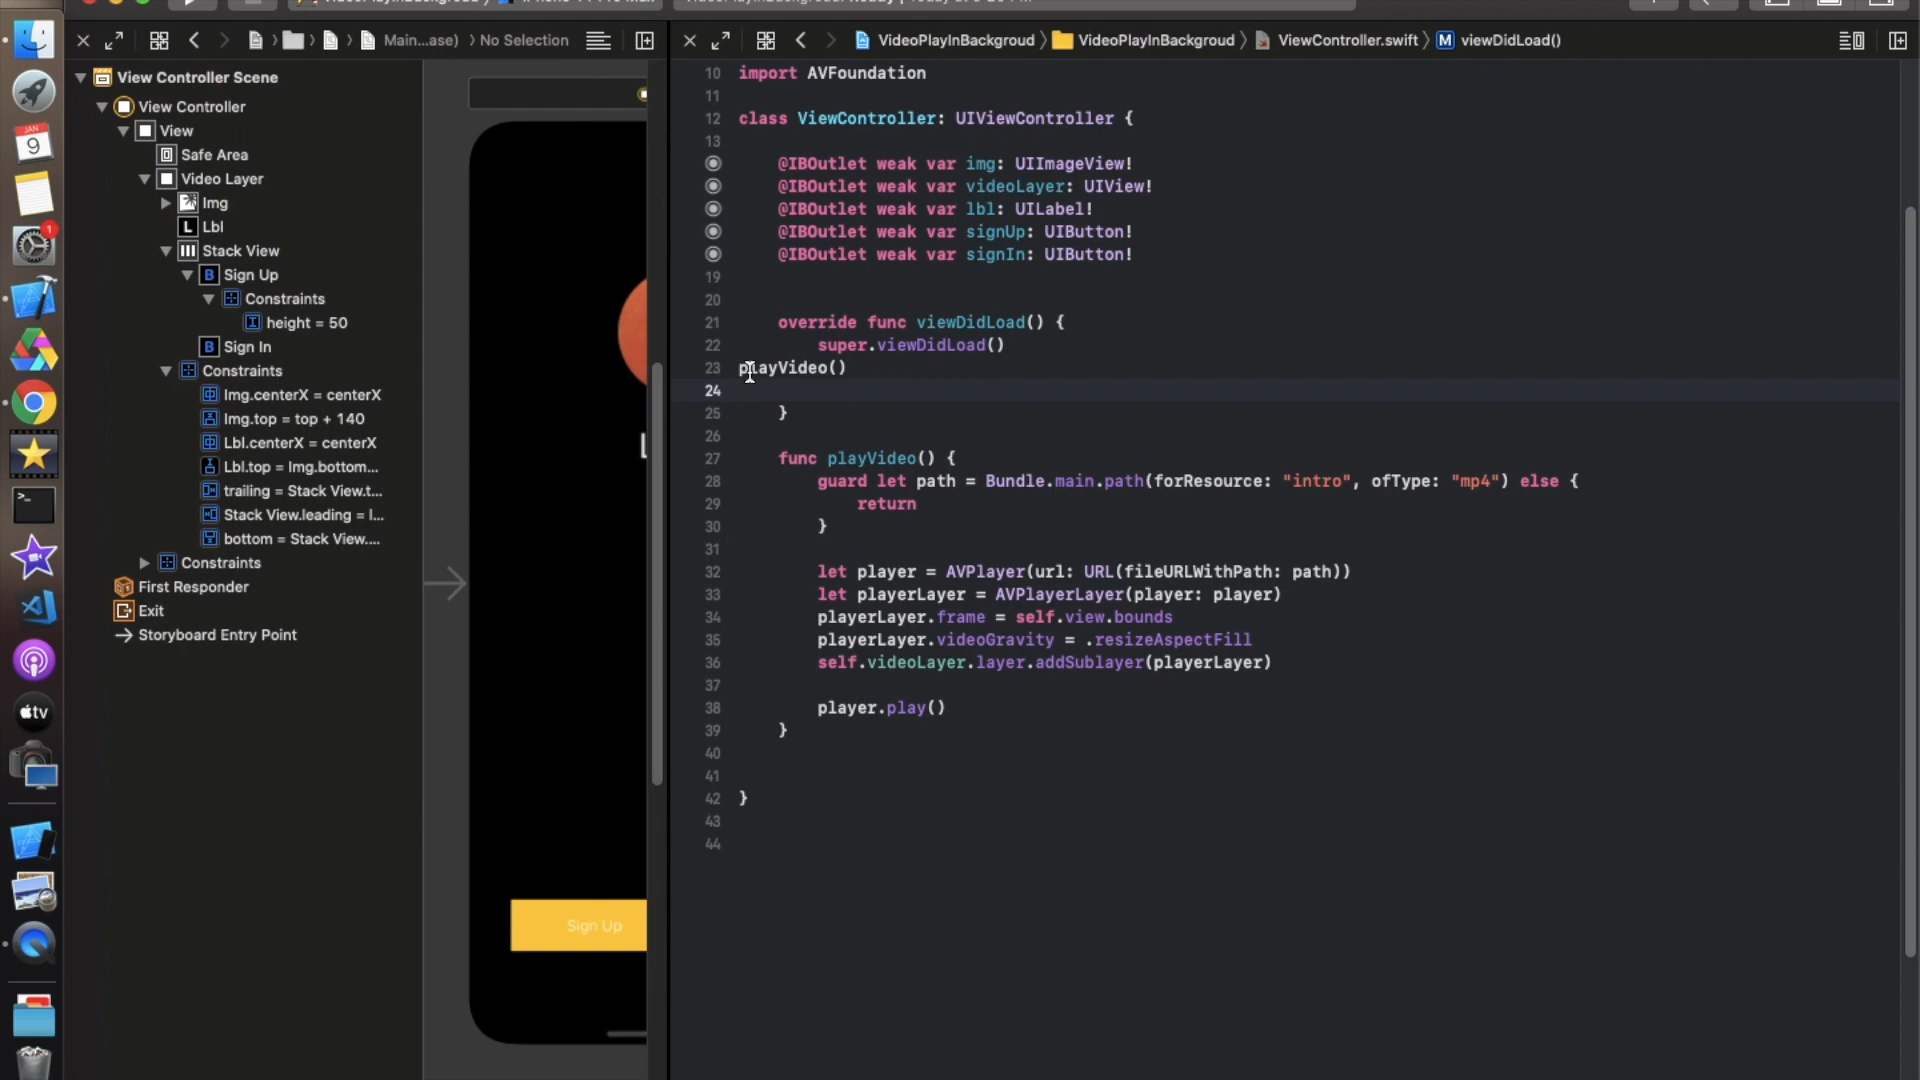 Main...ase) No Selection
VideoPlayInBackgroud VideoPlayInBackgroud ViewController.swift M viewDidLoad()
JAN
9
1
View Controller Scene
View Controller
View
Safe Area
Video Layer
Img
L Lbl
Stack View
B Sign Up
Constraints
height = 50
B Sign In
Constraints
Img.centerX = centerX
Img.top = top + 140
Lbl.centerX = centerX
Lbl.top = Img.bottom...
trailing = Stack View.t...
Stack View.leading = l...
bottom = Stack View....
Constraints
First Responder
Exit
Storyboard Entry Point
tv
L
Sign Up
10 import AVFoundation
11
12 class ViewController: UIViewController {
13
@IBOutlet weak var img: UIImageView!
@IBOutlet weak var videoLayer: UIView!
@IBOutlet weak var lbl: UILabel!
@IBOutlet weak var signUp: UIButton!
@IBOutlet weak var signIn: UIButton!
19
20
21 override func viewDidLoad() {
22 super.viewDidLoad()
23 playVideo()
24
25 }
26
27 func playVideo() {
28 guard let path = Bundle.main.path(forResource: "intro", ofType: "mp4") else {
29 return
30 }
31
32 let player = AVPlayer(url: URL(fileURLWithPath: path))
33 let playerLayer = AVPlayerLayer(player: player)
34 playerLayer.frame = self.view.bounds
35 playerLayer.videoGravity = .resizeAspectFill
36 self.videoLayer.layer.addSublayer(playerLayer)
37
38 player.play()
39 }
40
41
42 }
43
44